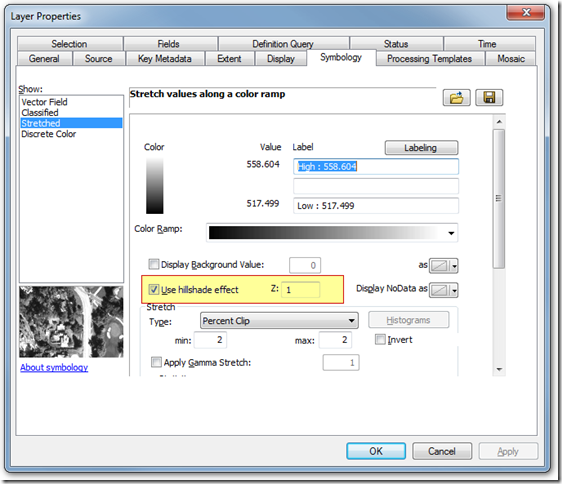 Layer Properties
Selection Fields Definition Query Status Time
General Source Key Metadata Extent Display Symbology Processing Templates Mosaic
Show:
Vector Field
Classified
Stretched
Discrete Color
About symbology
Stretch values along a color ramp
Color Value Label Labeling
558.604 High : 558.604
517.499 Low : 517.499
Color Ramp:
Display Background Value: 0 as
Use hillshade effect Z: 1 Display NoData as
Stretch
Type: Percent Clip Histograms
min: 2 max: 2 Invert
Apply Gamma Stretch: 1
OK Cancel Apply